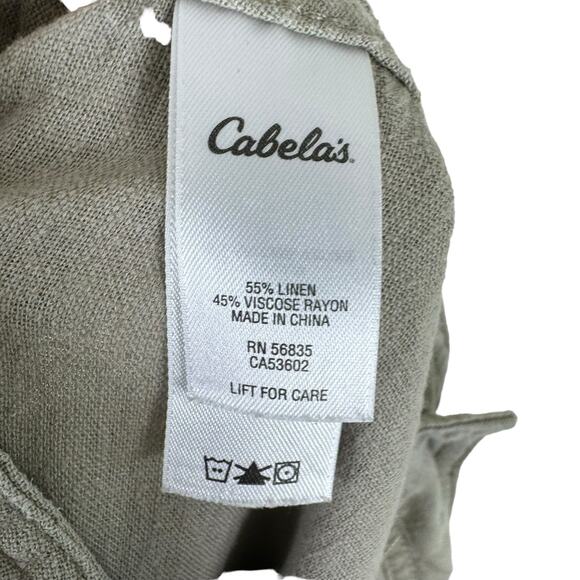 Cabela's
55% LINEN
45% VISCOSE RAYON
MADE IN CHINA
RN 56835
CA53602
LIFT FOR CARE